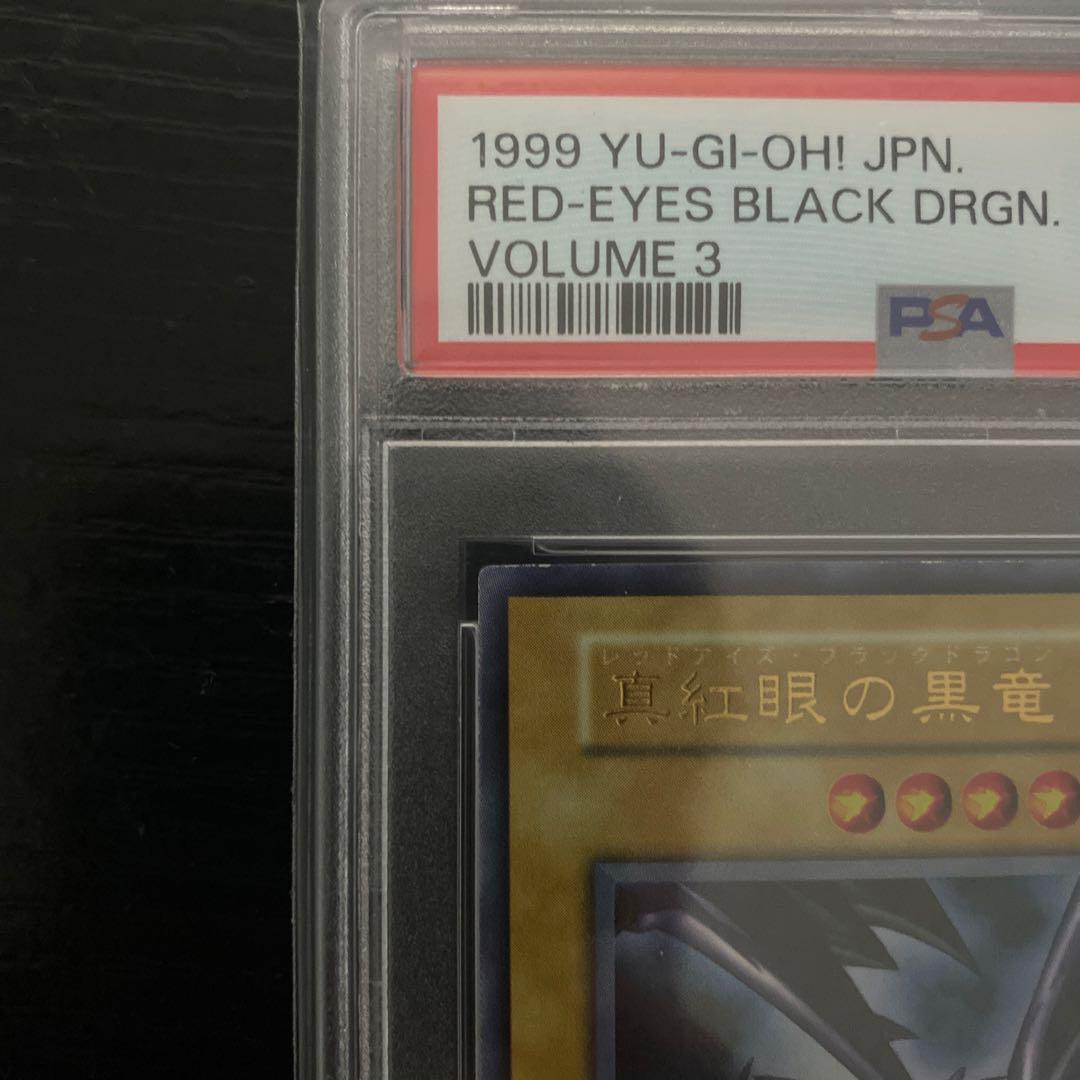 1999 YU-GI-OH! JPN.
RED-EYES BLACK DRGN.
VOLUME 3
PSA
レッドアイズ・ブラックドラゴン
真紅眼の黒竜